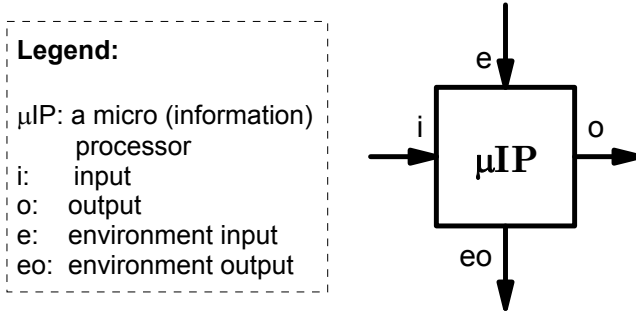 Legend:
μIP: a micro (information)
processor
i: input
o: output
e: environment input
eo: environment output
e
i
μIP
o
eo